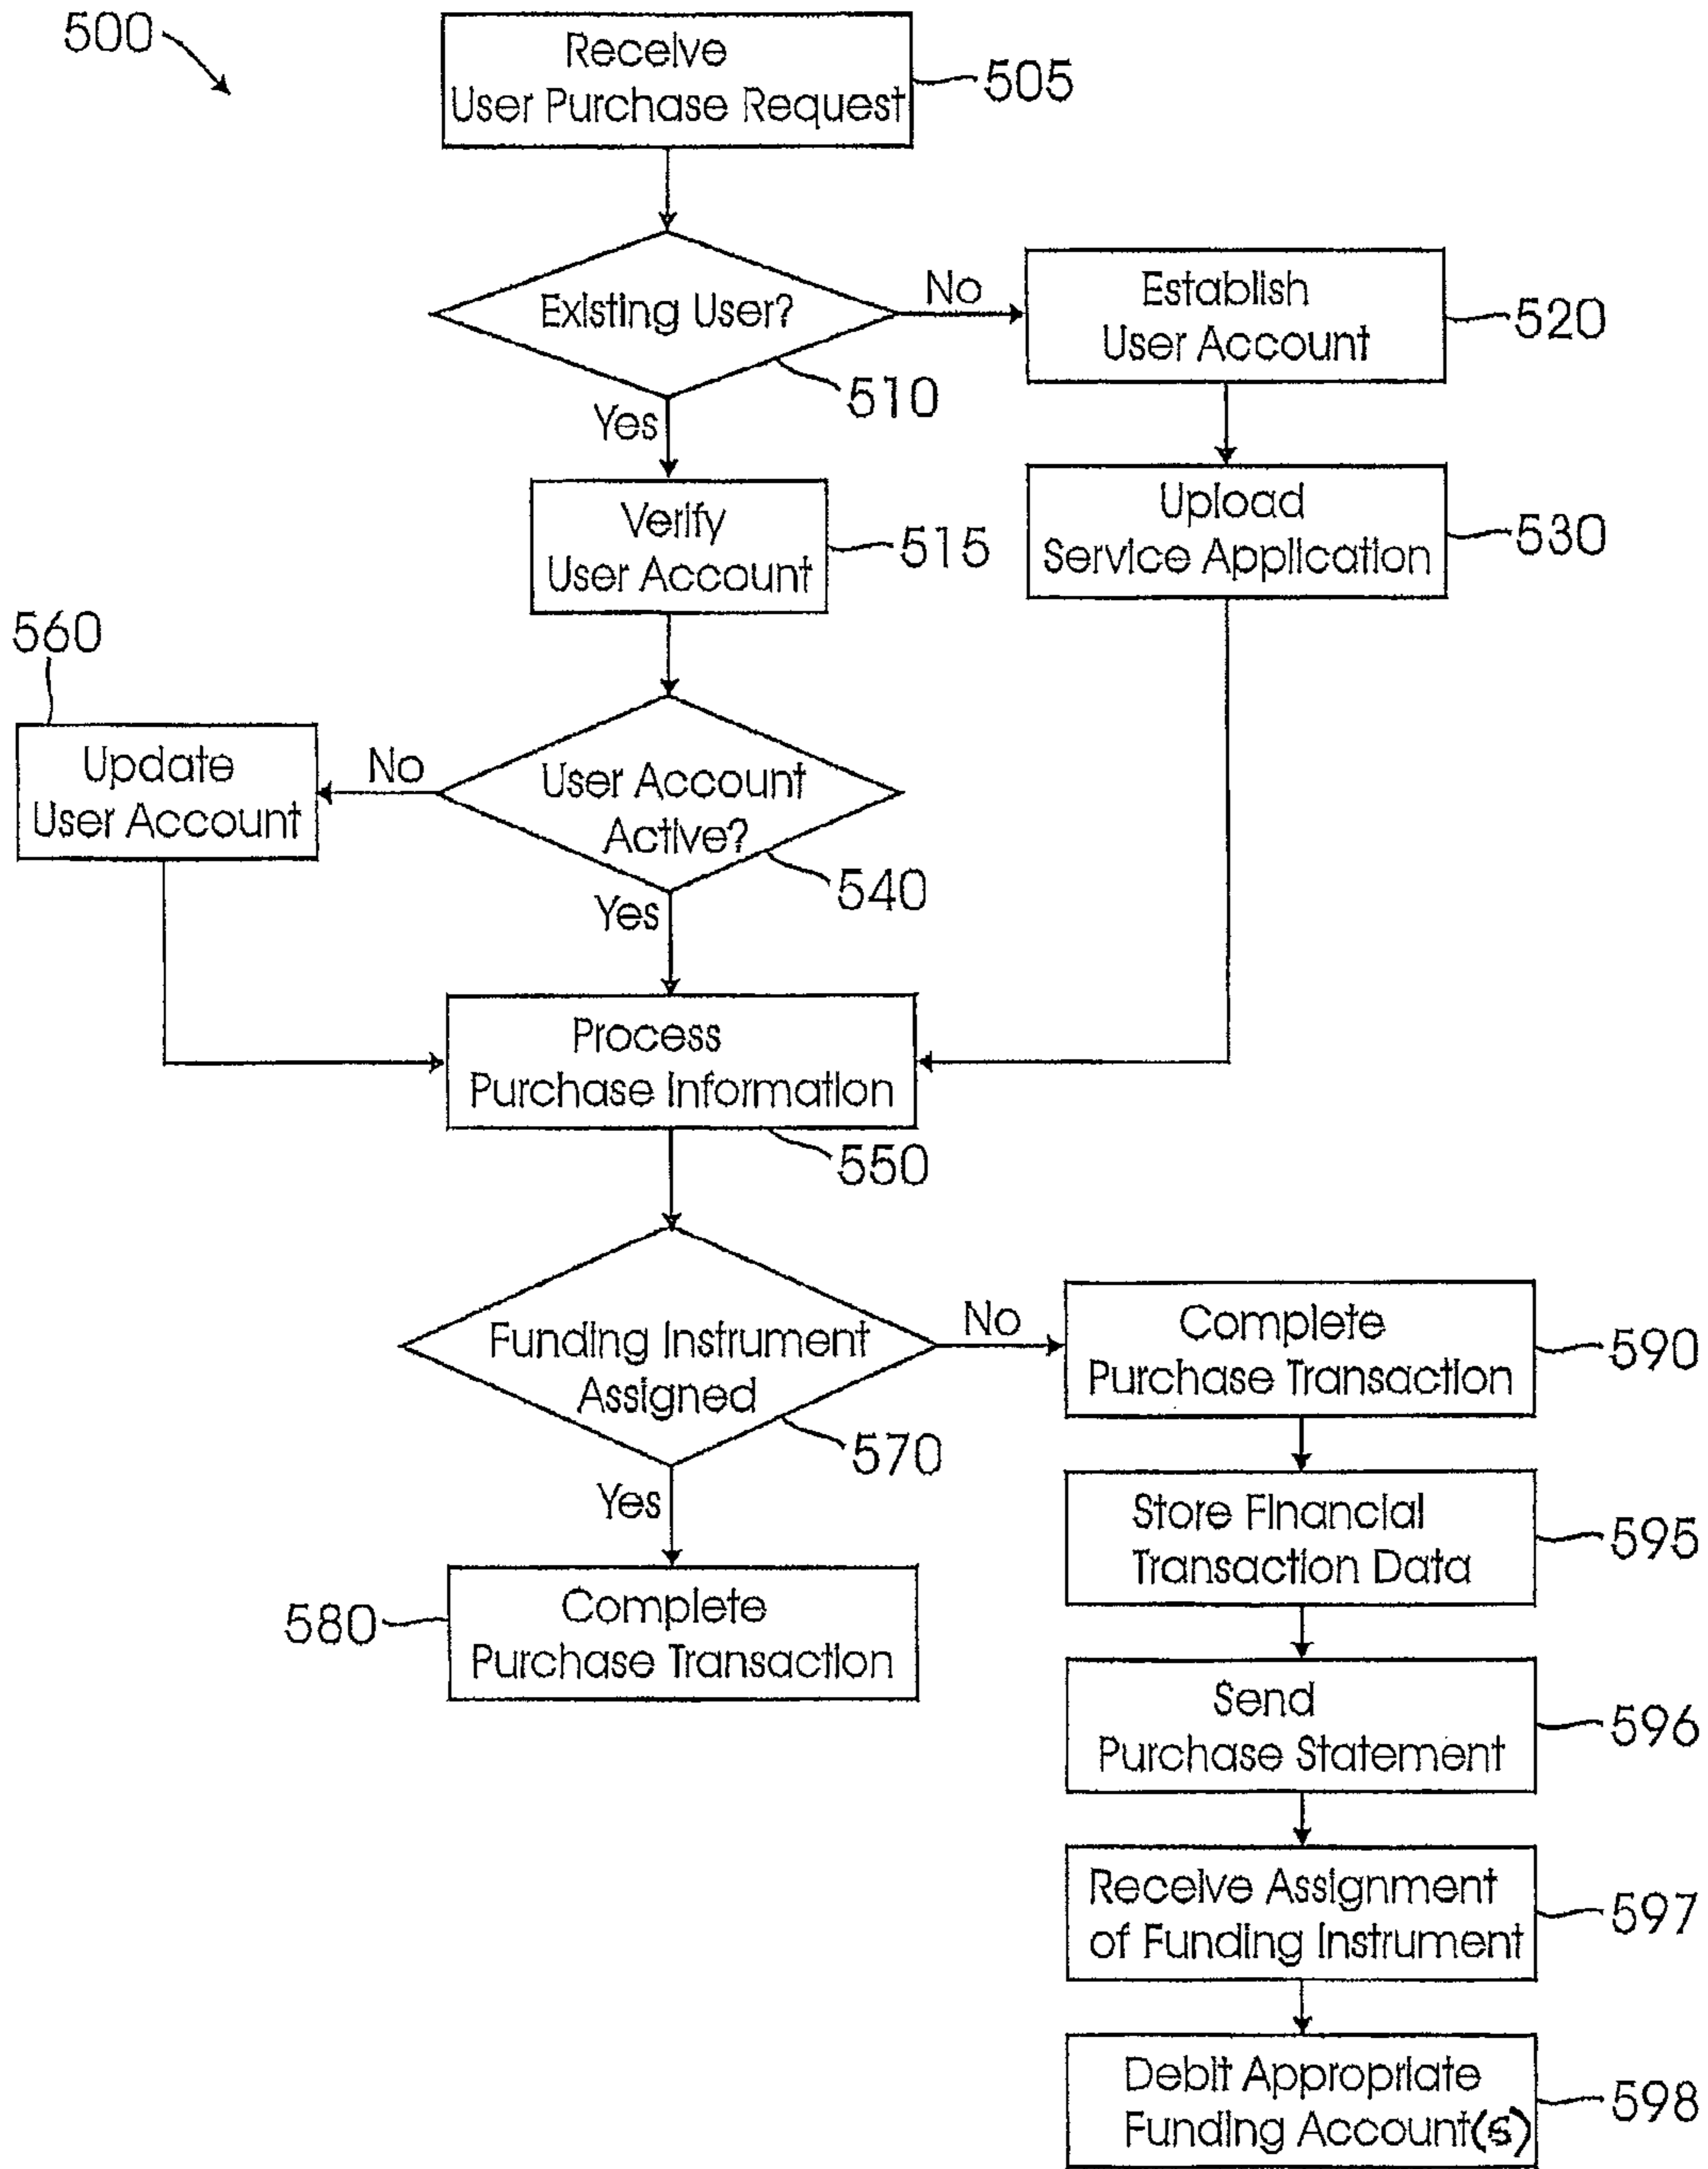 500
Receive
User Purchase Request
505
Existing User?
No
510
Yes
Establish
User Account
520
Verify
User Account
515
Upload
Service Application
530
560
Update
User Account
No
User Account
Active?
540
Yes
Process
Purchase Information
550
Funding Instrument
Assigned
No
570
Yes
Complete
Purchase Transaction
590
580
Complete
Purchase Transaction
Store Financial
Transaction Data
595
Send
Purchase Statement
596
Receive Assignment
of Funding Instrument
597
Debit Appropriate
Funding Account(s)
598